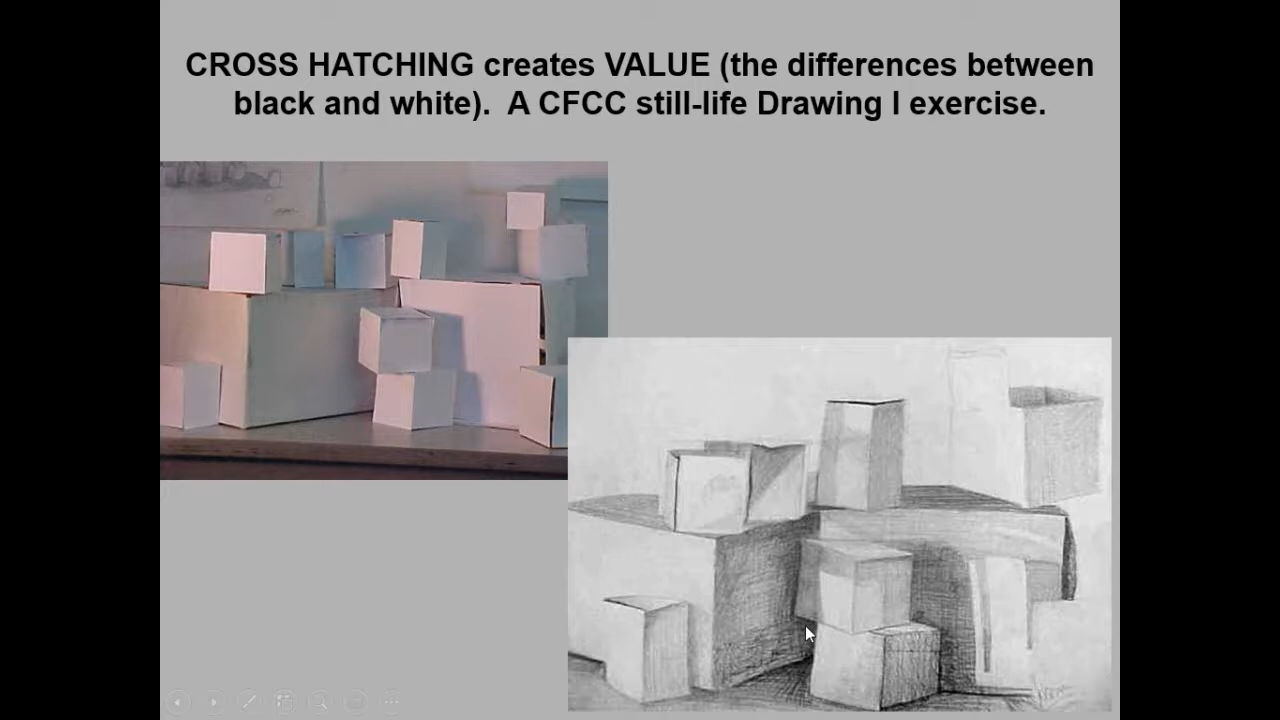 CROSS HATCHING creates VALUE (the differences between
black and white).  A CFCC still-life Drawing I exercise.